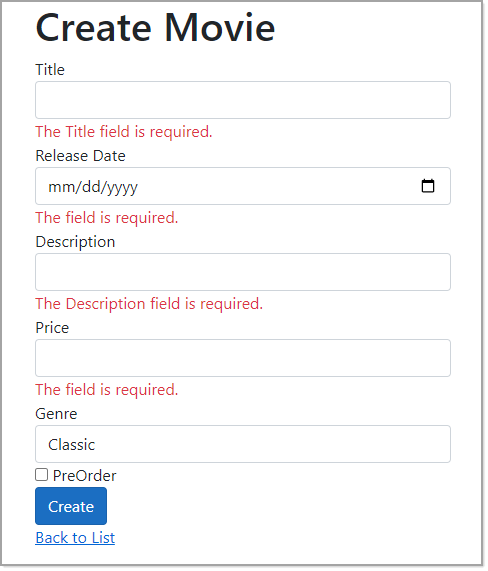 Create Movie
Title
The Title field is required.
Release Date
mm/dd/yyyy
The field is required.
Description
The Description field is required.
Price
The field is required.
Genre
Classic
PreOrder
Create
Back to List